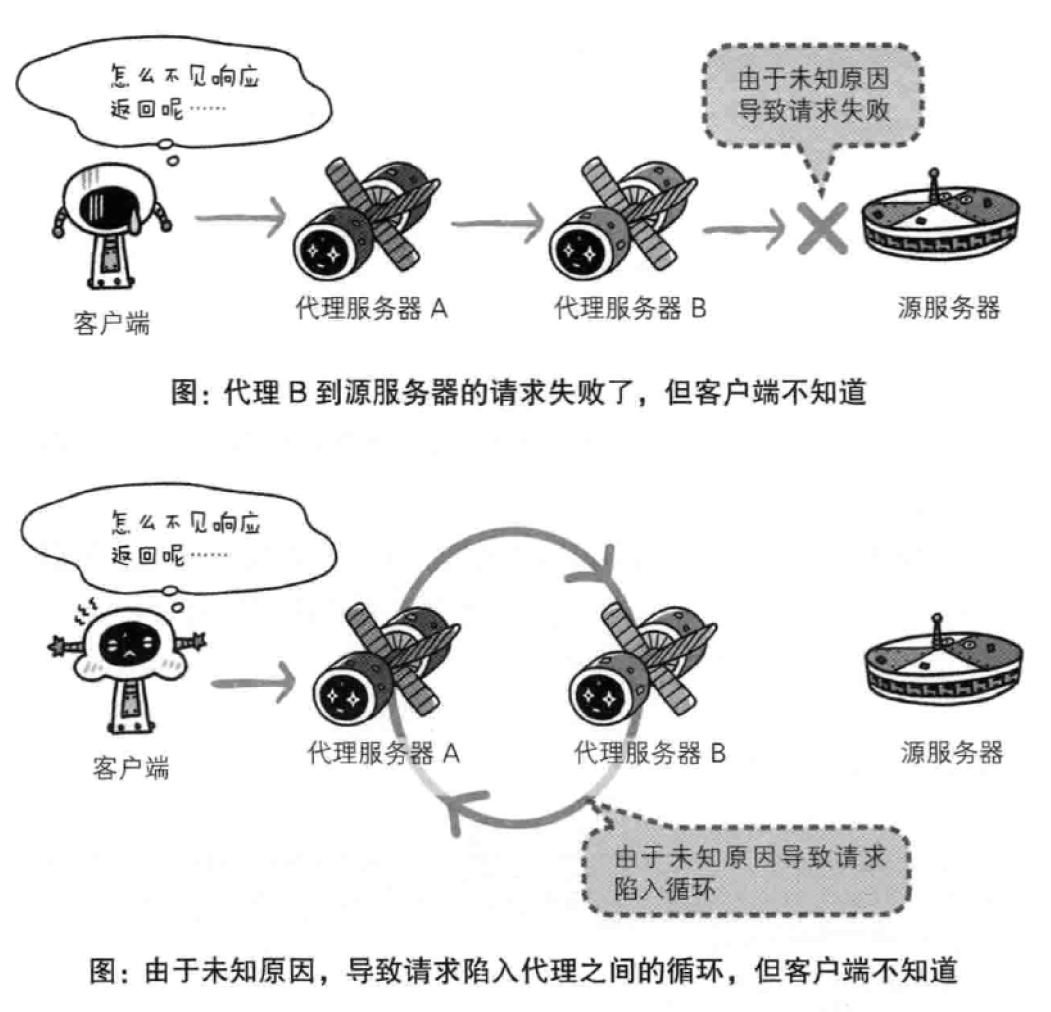 怎么不见响应
返回呢……
由于未知原因
导致请求失败
客户端
代理服务器 A
代理服务器 B
源服务器
图：代理 B 到源服务器的请求失败了，但客户端不知道
怎么不见响应
返回呢……
客户端
代理服务器 A
代理服务器 B
源服务器
由于未知原因导致请求
陷入循环
图：由于未知原因，导致请求陷入代理之间的循环，但客户端不知道